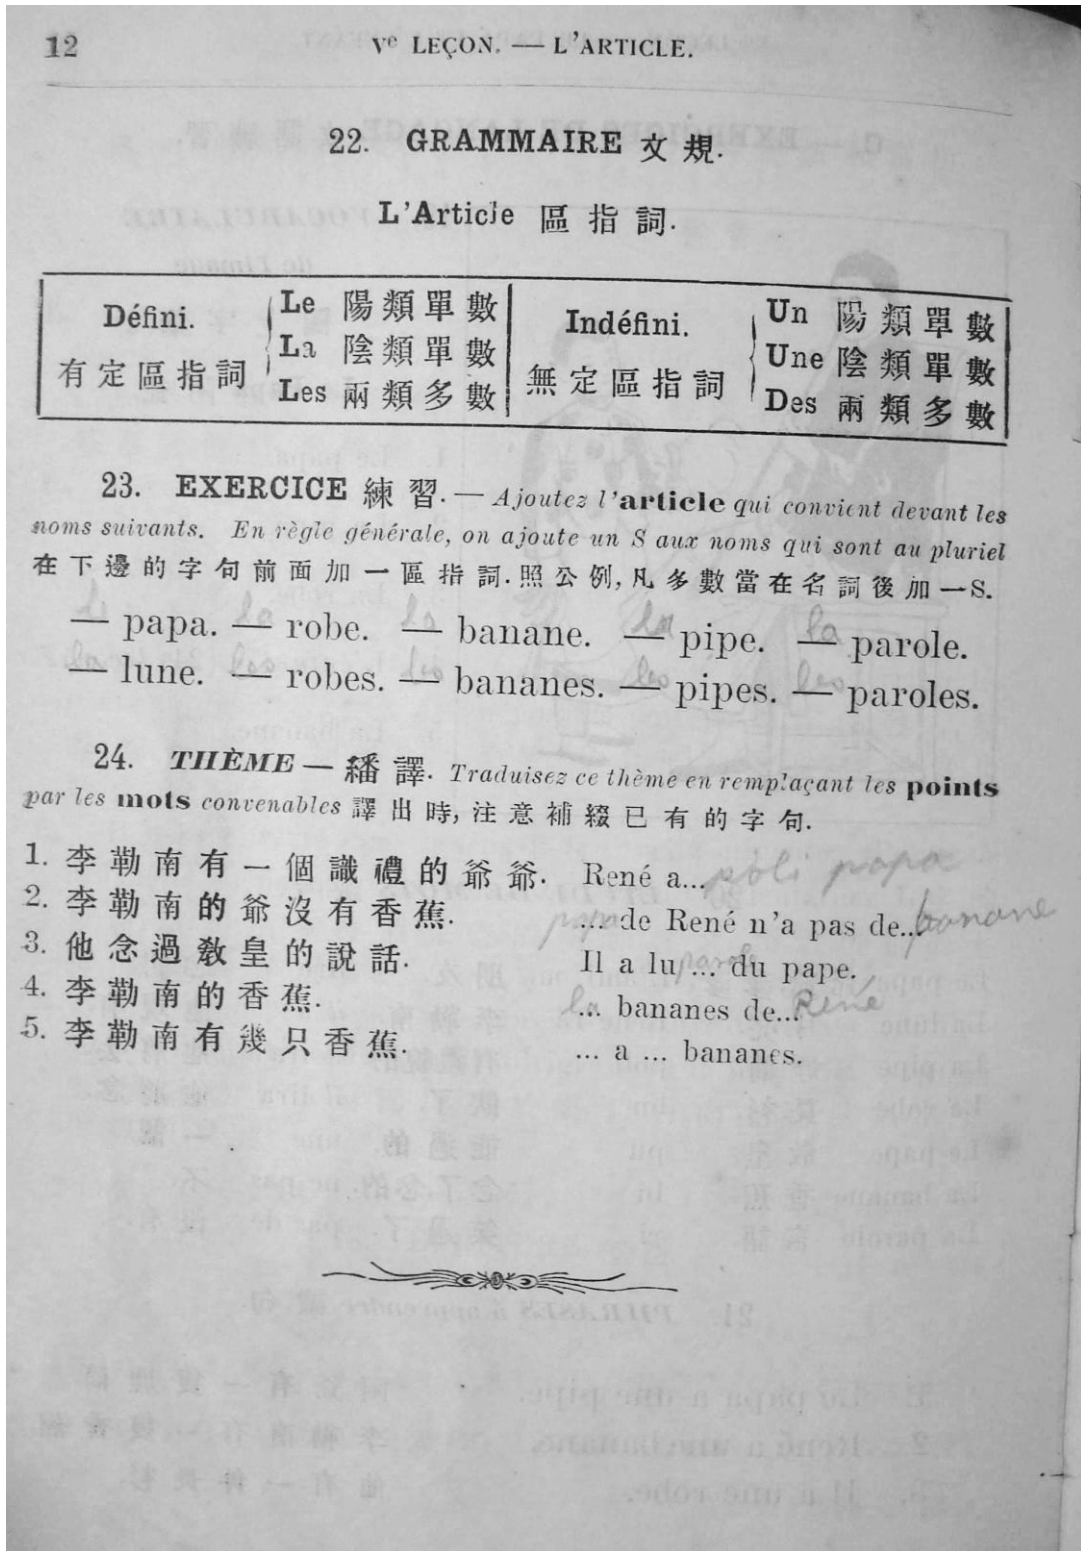 12 Vᵉ LEÇON. — L'ARTICLE.
22. GRAMMAIRE 文規.
L'Article 區指詞.
Défini. 有定區指詞
Le 陽類單數
La 陰類單數
Les 兩類多數
Indéfini. 無定區指詞
Un 陽類單數
Une 陰類單數
Des 兩類多數
23. EXERCICE 練習. — Ajoutez l'article qui convient devant les
noms suivants. En règle générale, on ajoute un S aux noms qui sont au pluriel
在下邊的字句前面加一區指詞.照公例,凡多數當在名詞後加一S.
— papa. — robe. — banane. la — pipe. la — parole.
— lune. — robes. — bananes. les — pipes. les — paroles.
24. THÈME — 繙譯. Traduisez ce thème en remplaçant les points
par les mots convenables 譯出時,注意補綴已有的字句.
1. 李勒南有一個識禮的爺爺. René a... poli papa
2. 李勒南的爺沒有香蕉. papa ... de René n'a pas de... banane
3. 他念過敎皇的說話. Il a lu parole ... du pape.
4. 李勒南的香蕉. la ... bananes de... René
5. 李勒南有幾只香蕉. ... a ... bananes.